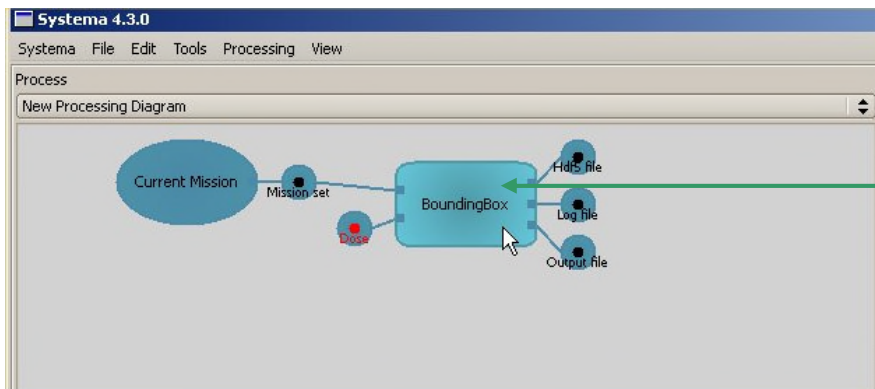 Systema 4.3.0
Systema File Edit Tools Processing View
Process
New Processing Diagram
Current Mission
Mission set
Dose
BoundingBox
Hdf5 file
Log file
Output file